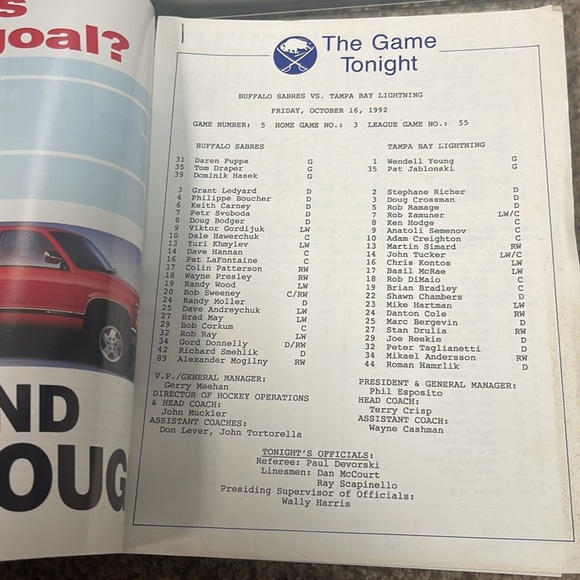 s
goal?
ND
OUG
The Game
Tonight
BUFFALO SABRES VS. TAMPA BAY LIGHTNING
FRIDAY, OCTOBER 16, 1992
GAME NUMBER: 5 HOME GAME NO.: 3 LEAGUE GAME NO.: 55
BUFFALO SABRES TAMPA BAY LIGHTNING
31 Daren Puppa G 1 Wendell Young G
35 Tom Draper G 35 Pat Jablonski G
39 Dominik Hasek G
3 Grant Ledyard D 2 Stephane Richer D
4 Philippe Boucher D 3 Doug Crossman D
6 Keith Carney D 5 Rob Ramage D
7 Petr Svoboda D 7 Rob Zamuner LW/C
8 Doug Bodger D 8 Ken Hodge C
9 Viktor Gordijuk LW 9 Anatoli Semenov C
10 Dale Hawerchuk C 10 Adam Creighton C
13 Yuri Khmylev LW 13 Martin Simard RW
14 Dave Hannan C 14 John Tucker LW/C
16 Pat LaFontaine C 16 Chris Kontos LW
17 Colin Patterson RW 17 Basil McRae LW
18 Wayne Presley RW 18 Rob DiMaio C
19 Randy Wood LW 19 Brian Bradley C
20 Bob Sweeney C/RW 22 Shawn Chambers D
24 Randy Moller D 23 Mike Hartman LW
25 Dave Andreychuk LW 24 Danton Cole RW
27 Brad May LW 25 Marc Bergevin D
29 Bob Corkum C 27 Stan Drulia RW
32 Rob Ray LW 29 Joe Reekie D
34 Gord Donnelly D/RW 32 Peter Taglianetti D
42 Richard Smehlik D 34 Mikael Andersson RW
89 Alexander Mogilny RW 44 Roman Hamrlik D
V.P./GENERAL MANAGER: PRESIDENT & GENERAL MANAGER:
Gerry Meehan Phil Esposito
DIRECTOR OF HOCKEY OPERATIONS HEAD COACH:
& HEAD COACH: Terry Crisp
John Muckler ASSISTANT COACH:
ASSISTANT COACHES: Wayne Cashman
Don Lever, John Tortorella
TONIGHT'S OFFICIALS:
Referee: Paul Devorski
Linesmen: Dan McCourt
Ray Scapinello
Presiding Supervisor of Officials:
Wally Harris